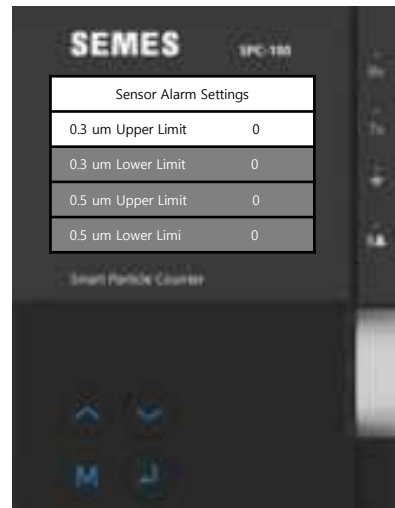 SEMES
SPC-100
Sensor Alarm Settings
0.3 um Upper Limit 0
0.3 um Lower Limit 0
0.5 um Upper Limit 0
0.5 um Lower Limi 0
Smart Particle Counter
M